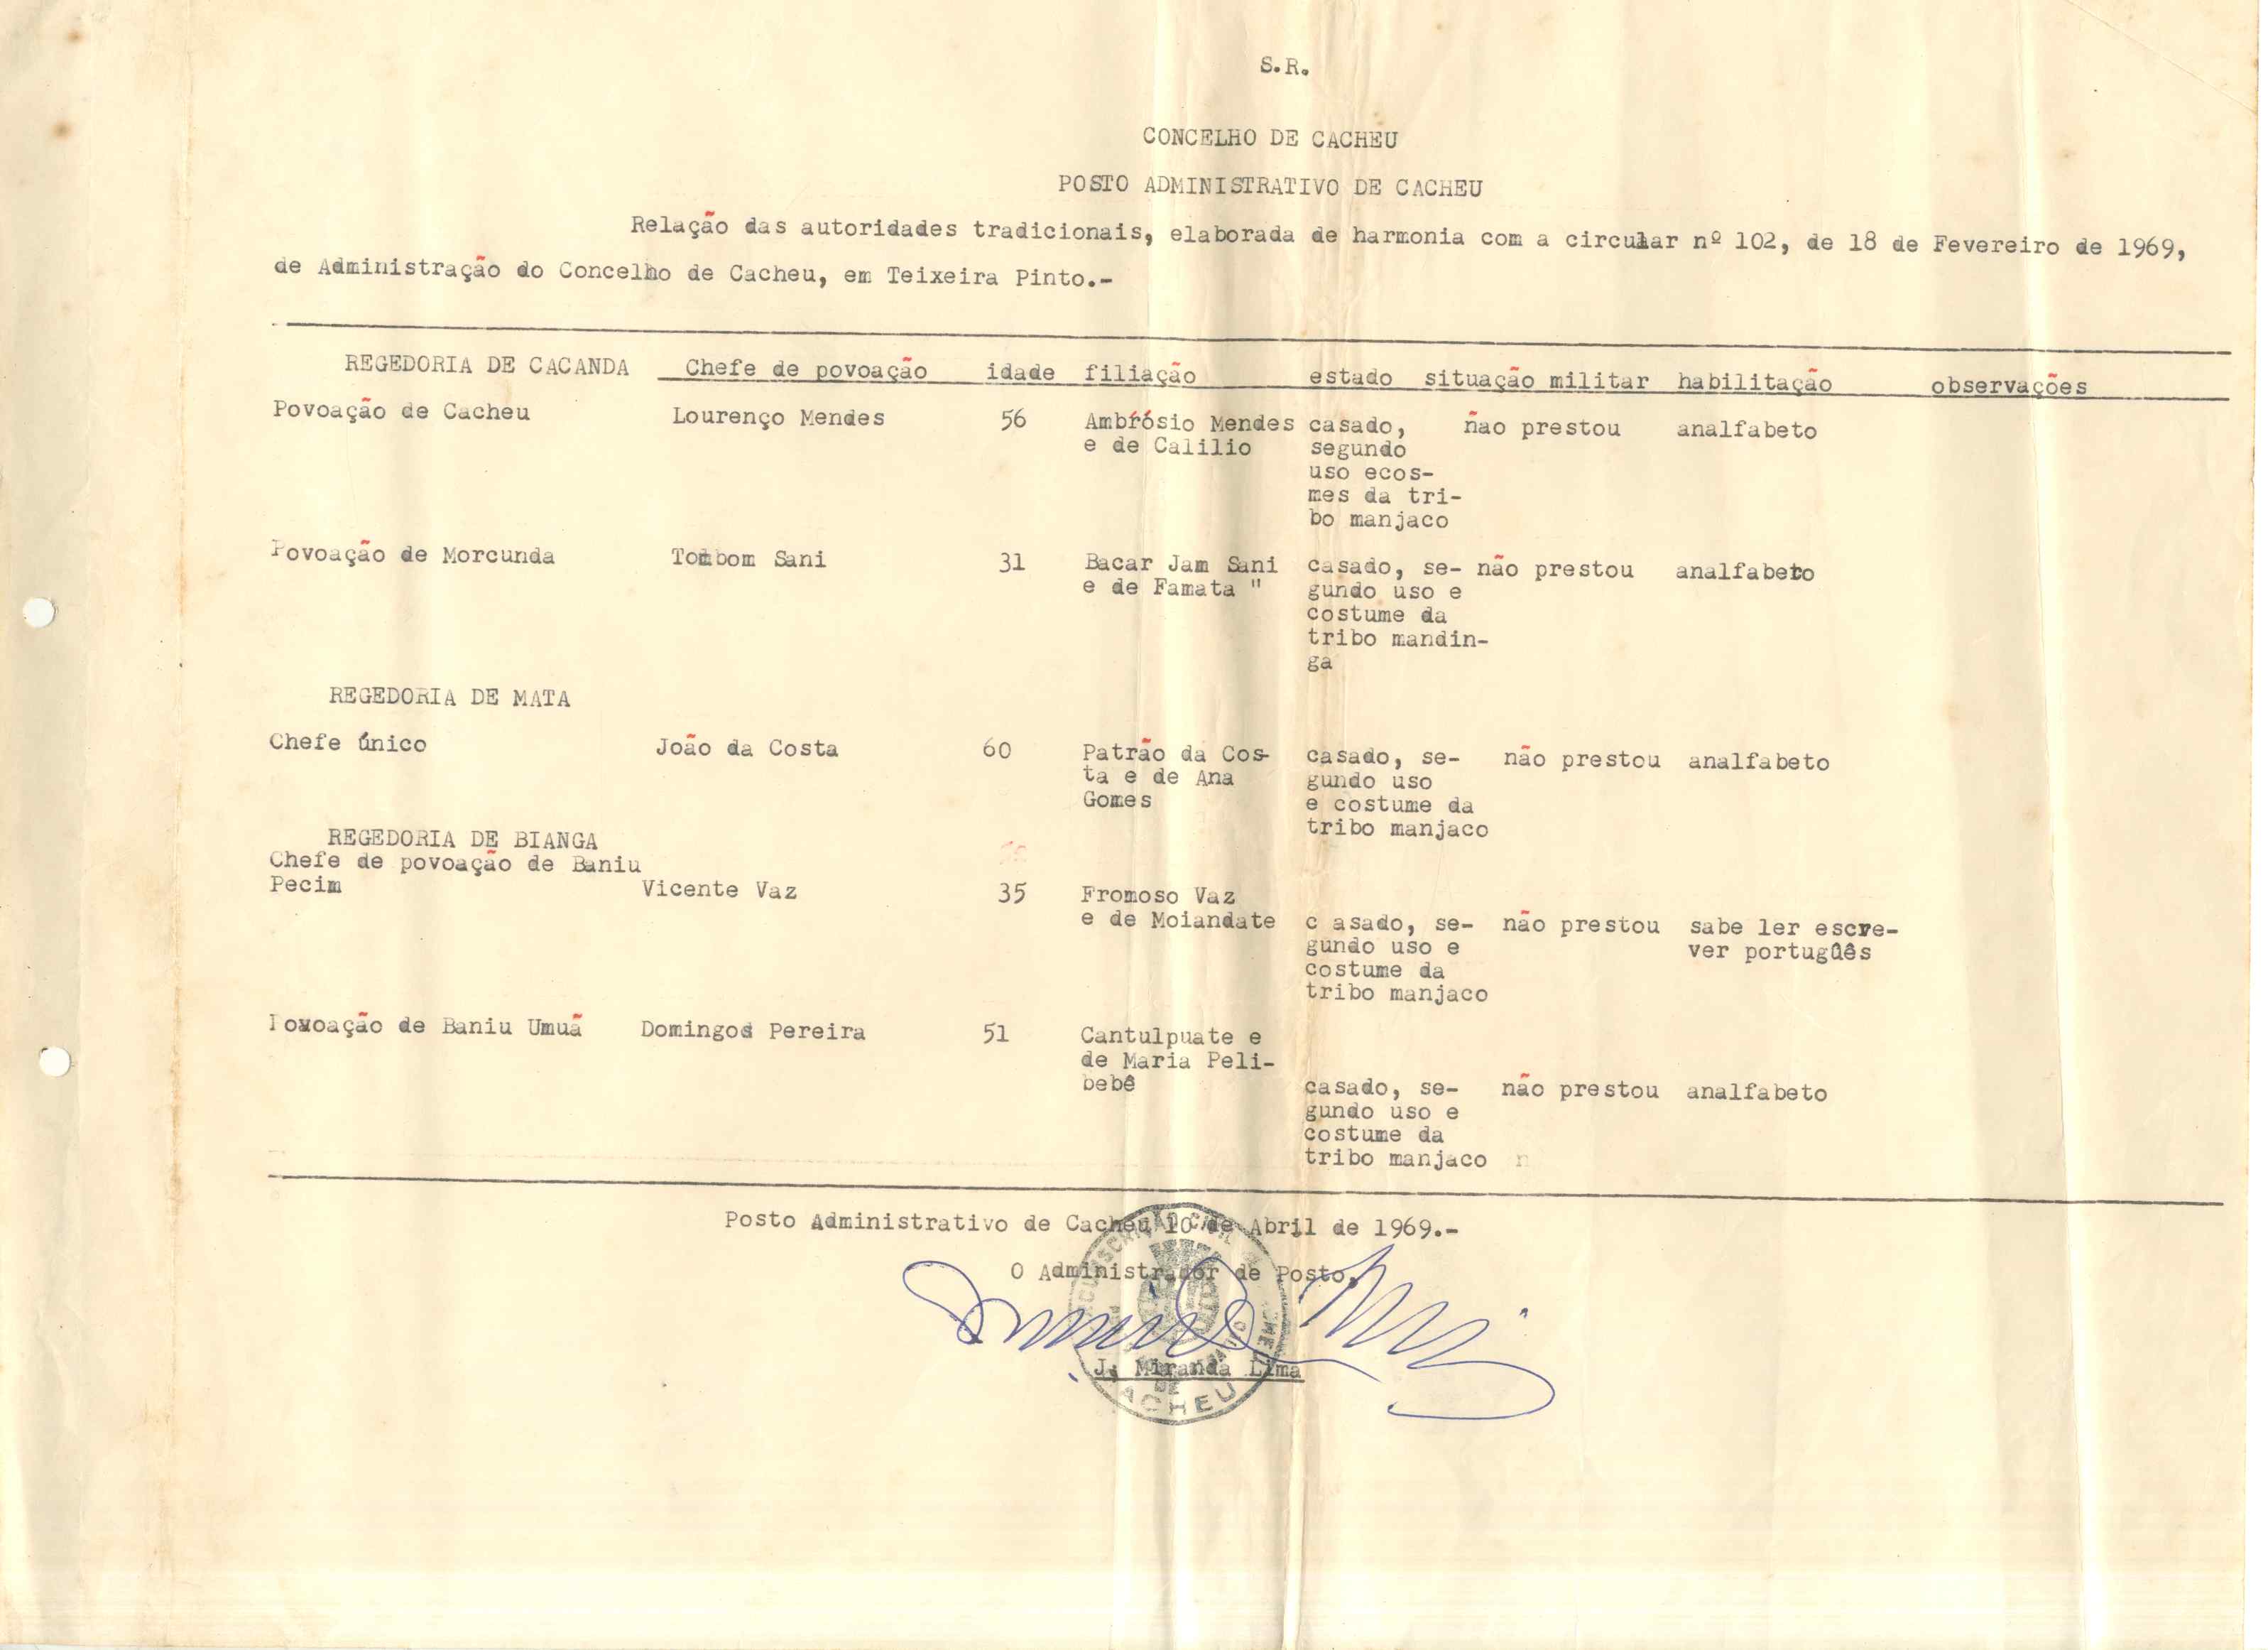 S.R.
CONCELHO DE CACHEU
POSTO ADMINISTRATIVO DE CACHEU
Relação das autoridades tradicionais, elaborada de harmonia com a circular nº 102, de 18 de Fevereiro de 1969,
de Administração do Concelho de Cacheu, em Teixeira Pinto.-
REGEDORIA DE CACANDA Chefe de povoação idade filiação estado situação militar habilitação observações
Povoação de Cacheu Lourenço Mendes 56 Ambrósio Mendes casado, não prestou analfabeto
e de Calilio segundo
uso ecos-
mes da tri-
bo manjaco
Povoação de Morcunda Tombom Sani 31 Bacar Jam Sani casado, se- não prestou analfabeto
e de Famata " gundo uso e
costume da
tribo mandin-
ga
REGEDORIA DE MATA
Chefe único João da Costa 60 Patrão da Cos- casado, se- não prestou analfabeto
ta e de Ana gundo uso
Gomes e costume da
tribo manjaco
REGEDORIA DE BIANGA
Chefe de povoação de Baniu
Pecim Vicente Vaz 35 Fromoso Vaz
e de Moiandate c asado, se- não prestou sabe ler escre-
gundo uso e ver portugûês
costume da
tribo manjaco
Povoação de Baniu Umuã Domingos Pereira 51 Cantulpuate e
de Maria Peli-
bebê casado, se- não prestou analfabeto
gundo uso e
costume da
tribo manjaco n
Posto Administrativo de Cacheu 10 de Abril de 1969.-
O Administrador de Posto,
J. Miranda Lima
DE
CACHEU